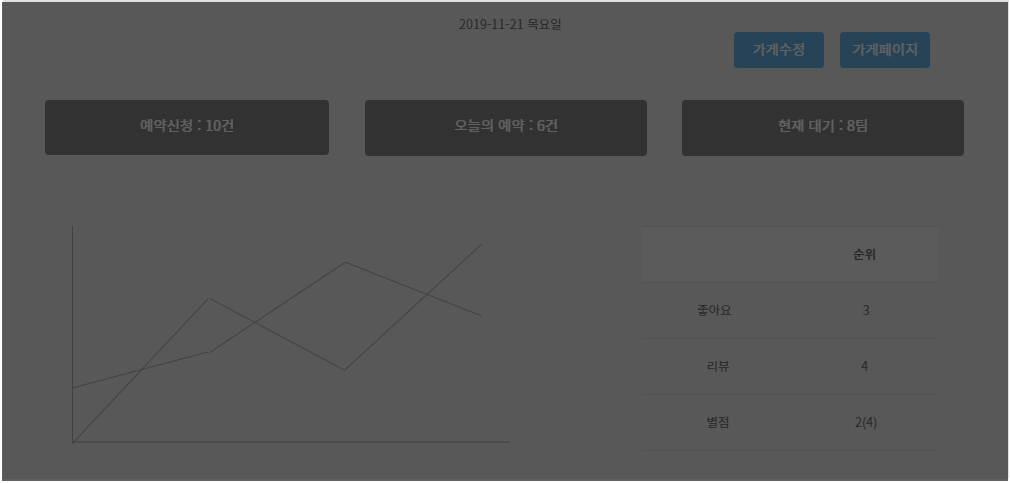 2019-11-21 목요일
가게수정
가게페이지
예약신청 : 10건
오늘의 예약 : 6건
현재 대기 : 8팀
순위
좋아요 3
리뷰 4
별점 2(4)